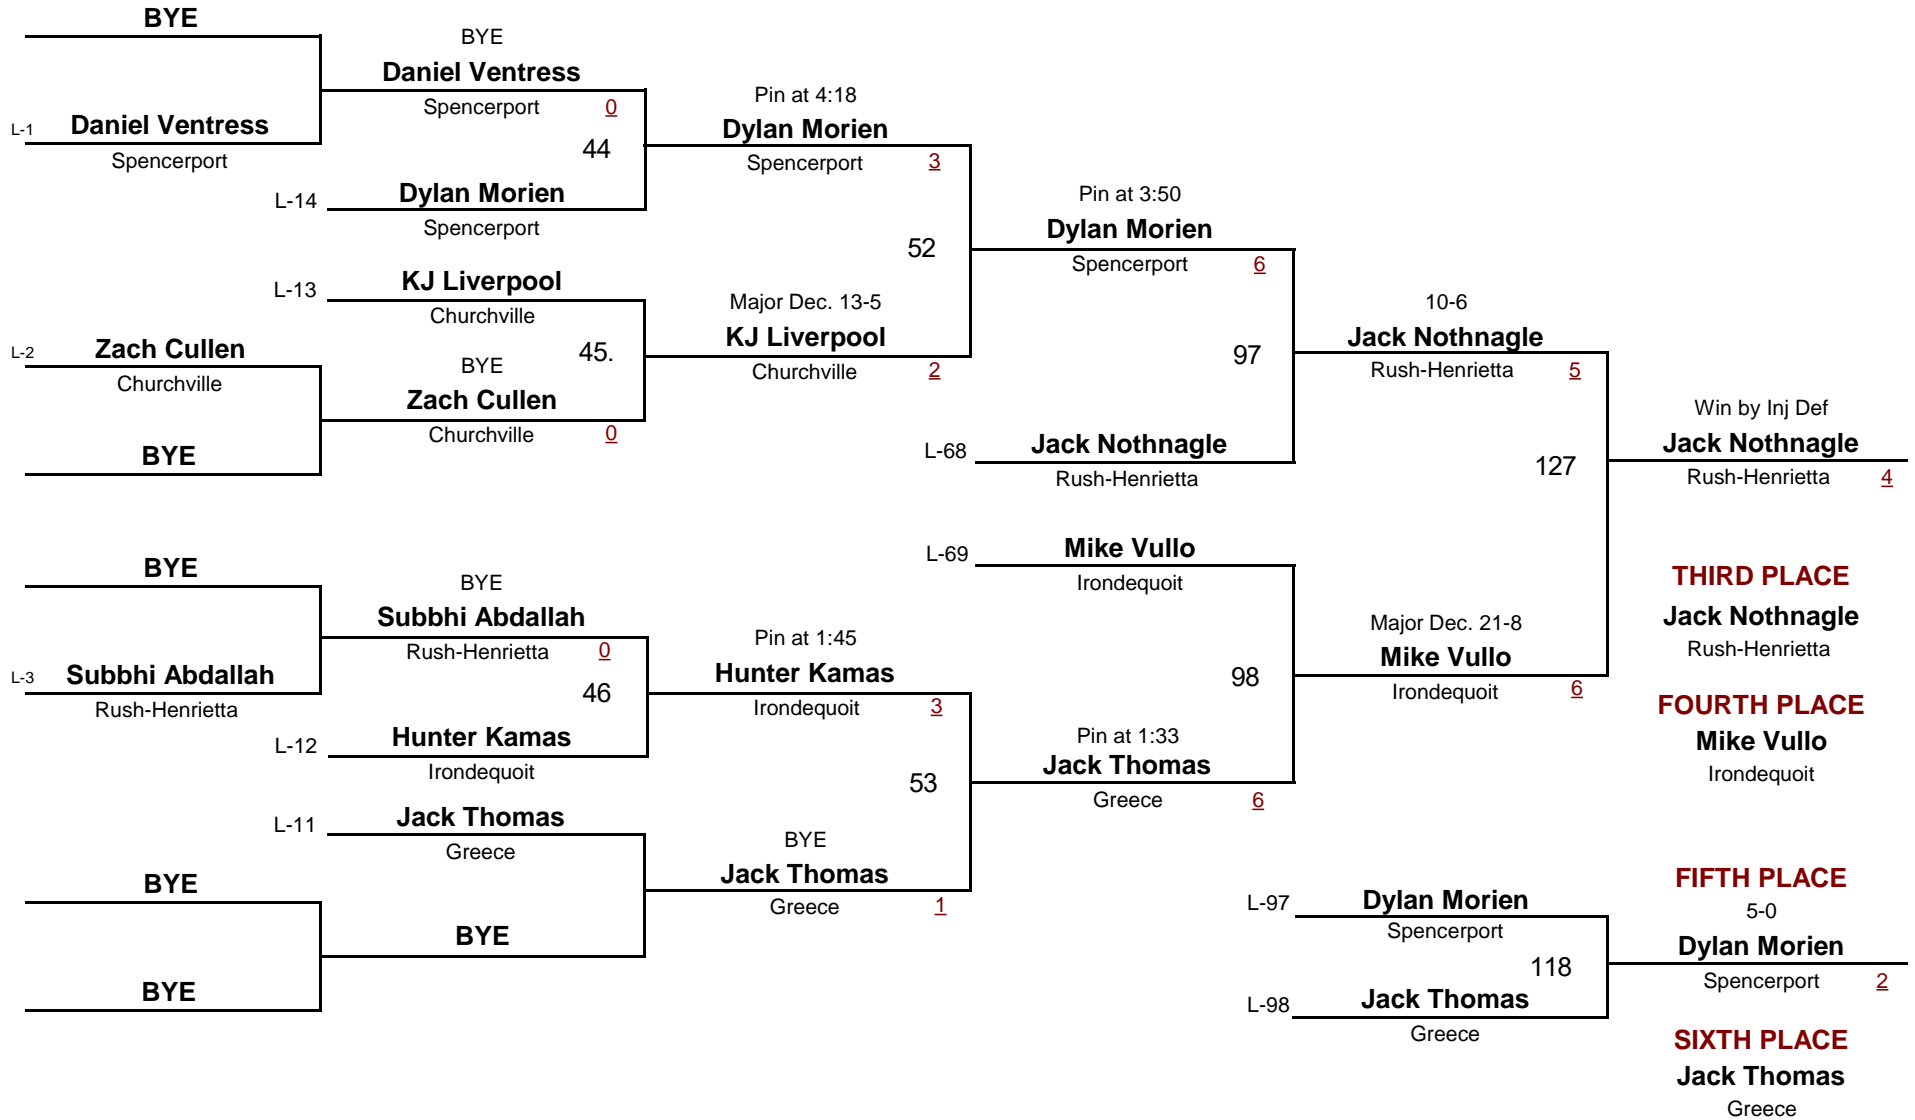 BYE
L-1 Daniel Ventress
Spencerport
BYE
Daniel Ventress
Spencerport 0
44
L-14 Dylan Morien
Spencerport
Pin at 4:18
Dylan Morien
Spencerport 3
L-13 KJ Liverpool
Churchville
L-2 Zach Cullen
Churchville
45.
BYE
Zach Cullen
Churchville 0
BYE
Major Dec. 13-5
KJ Liverpool
Churchville 2
52
Pin at 3:50
Dylan Morien
Spencerport 6
97
L-68 Jack Nothnagle
Rush-Henrietta
10-6
Jack Nothnagle
Rush-Henrietta 5
127
Win by Inj Def
Jack Nothnagle
Rush-Henrietta 4
BYE
L-3 Subbhi Abdallah
Rush-Henrietta
BYE
Subbhi Abdallah
Rush-Henrietta 0
46
L-12 Hunter Kamas
Irondequoit
Pin at 1:45
Hunter Kamas
Irondequoit 3
L-11 Jack Thomas
Greece
BYE
BYE
BYE
BYE
Jack Thomas
Greece 1
53
L-69 Mike Vullo
Irondequoit
98
Pin at 1:33
Jack Thomas
Greece 6
Major Dec. 21-8
Mike Vullo
Irondequoit 6
THIRD PLACE
Jack Nothnagle
Rush-Henrietta
FOURTH PLACE
Mike Vullo
Irondequoit
L-97 Dylan Morien
Spencerport
118
L-98 Jack Thomas
Greece
FIFTH PLACE
5-0
Dylan Morien
Spencerport 2
SIXTH PLACE
Jack Thomas
Greece